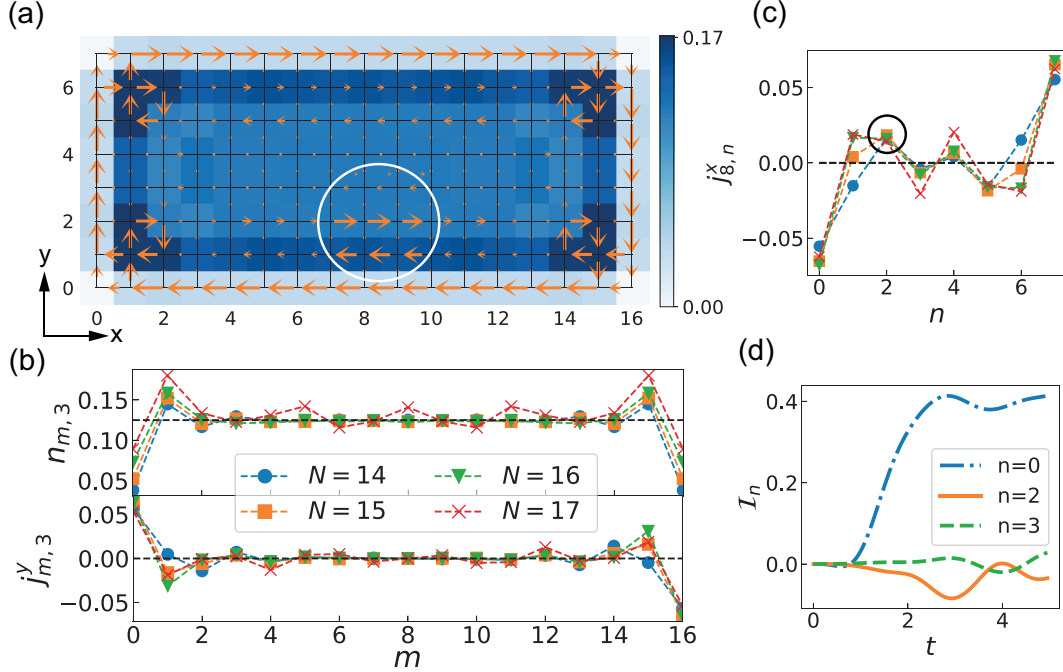 (a)
0.17
0.00
6
4
2
0
y
x
0 2 4 6 8 10 12 14 16
(b)
n_{m, 3}
0.15
0.10
0.05
N = 14
N = 15
N = 16
N = 17
j^y_{m, 3}
0.05
0.00
−0.05
0 2 4 6 8 10 12 14 16
m
(c)
j^x_{8, n}
0.05
0.00
−0.05
0 2 4 6
n
(d)
I_n
0.4
0.2
0.0
n=0
n=2
n=3
0 2 4
t